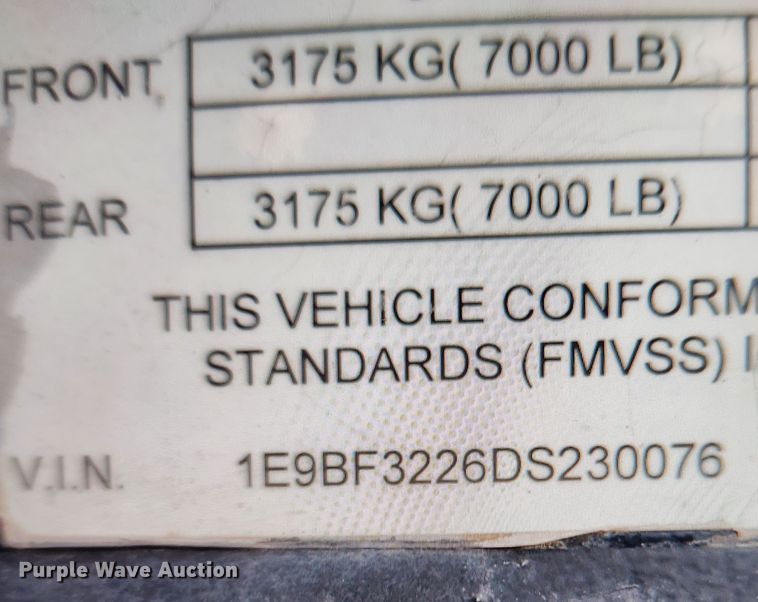 FRONT 3175 KG( 7000 LB)
REAR 3175 KG( 7000 LB)
THIS VEHICLE CONFORM
STANDARDS (FMVSS)
V.I.N. 1E9BF3226DS230076
Purple Wave Auction